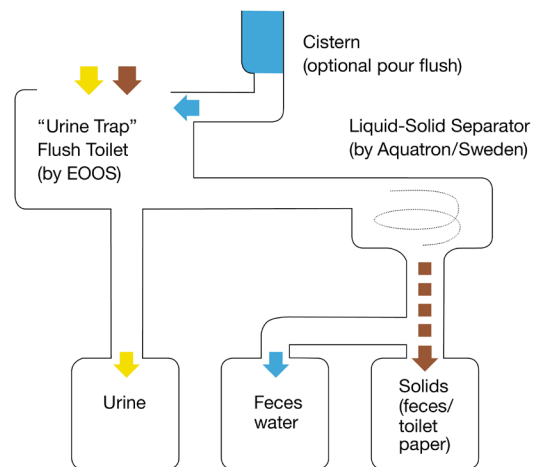 Cistern
(optional pour flush)
“Urine Trap”
Flush Toilet
(by EOOS)
Liquid-Solid Separator
(by Aquatron/Sweden)
Urine
Feces
water
Solids
(feces/
toilet
paper)